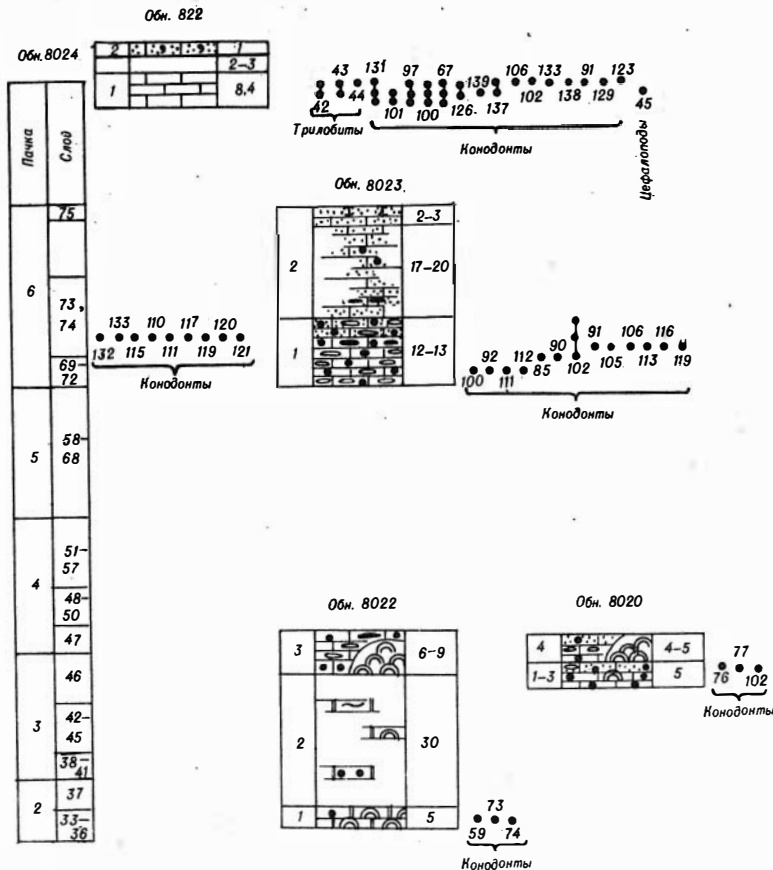 Обн. 822
Обн. 8024
2 1
2-3
1 8,4
43 131 97 67 139 106 133 91 123
42 44 101 100 126 137 102 138 129 45
Трилобиты
Конодонты
Цефалоподы
Пачка Слой
75
6
73,
74
69-
72
5
58-
68
4
51-
57
48-
50
47
3
46
42-
45
38-
41
2
37
33-
36
133 110 117 120
132 115 111 119 121
Конодонты
Обн. 8023
2-3
2 17-20
1 12-13
92 112 90 91 106 116
100 111 85 102 105 113 119
Конодонты
Обн. 8022
3 6-9
2 30
1 5
73
59 74
Конодонты
Обн. 8020
4 4-5
1-3 5
77
76 102
Конодонты